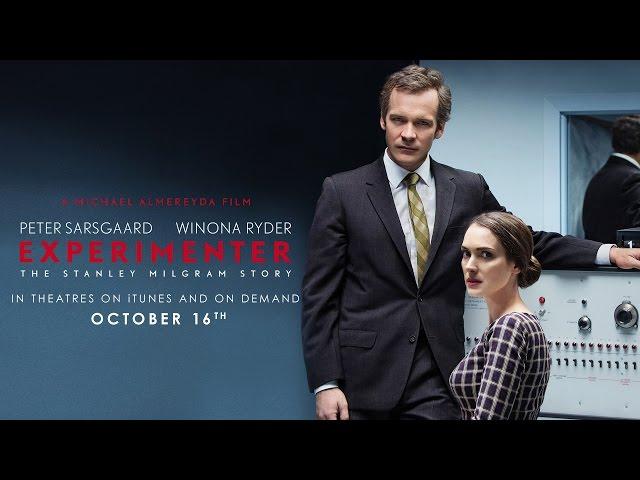 A MICHAEL ALMEREYDA FILM
PETER SARSGAARD WINONA RYDER
EXPERIMENTER
THE STANLEY MILGRAM STORY
IN THEATRES ON iTUNES AND ON DEMAND
OCTOBER 16TH